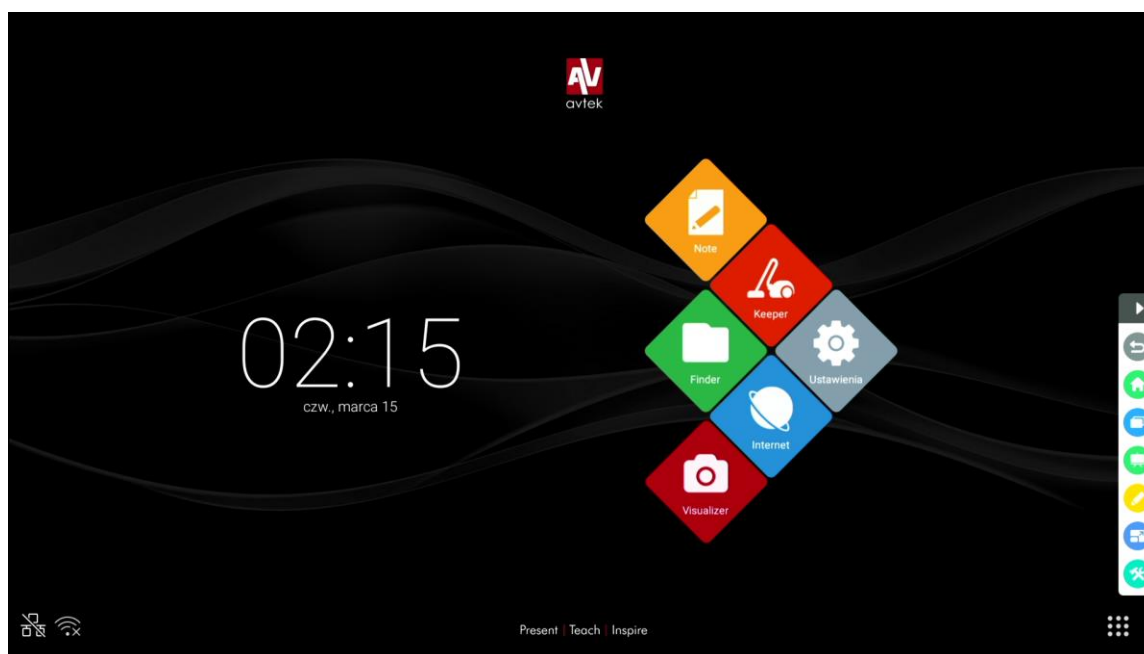 AV
avtek
Note
Keeper
Finder
Ustawienia
02:15
czw., marca 15
Internet
Visualizer
Present | Teach | Inspire